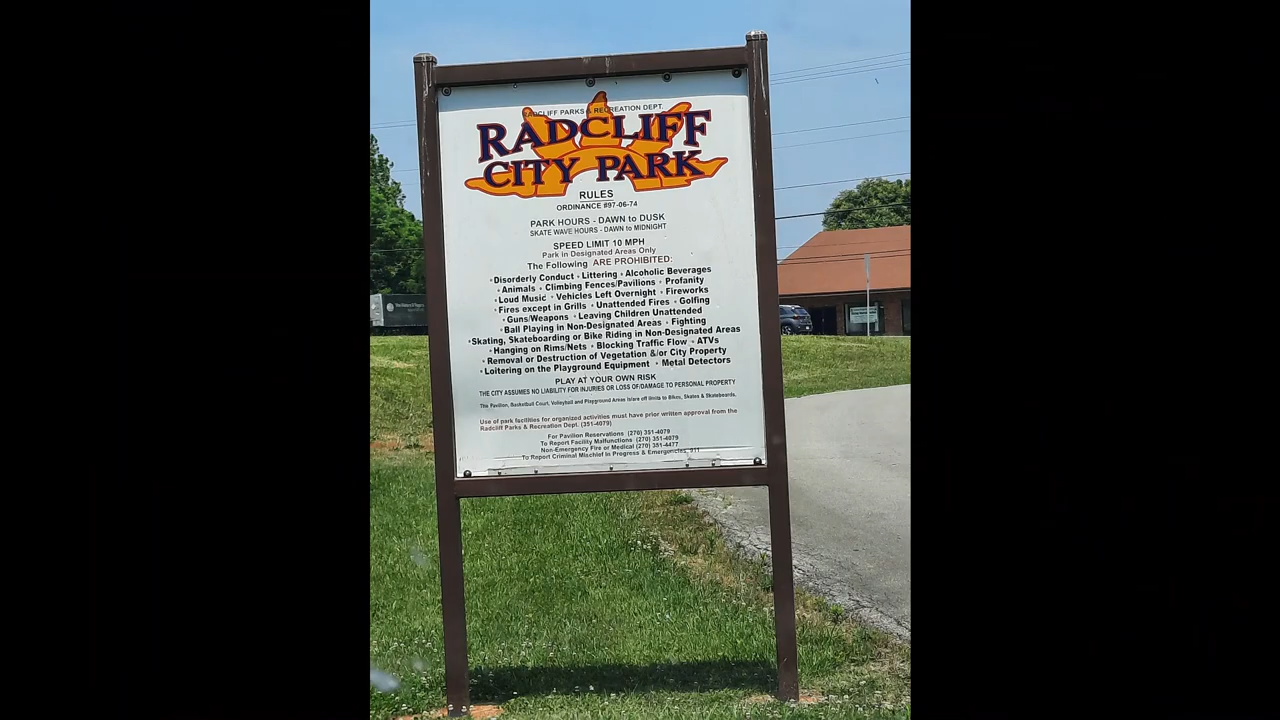 RADCLIFF PARKS & RECREATION DEPT.
RADCLIFF
CITY PARK
RULES
ORDINANCE #97-06-74
PARK HOURS - DAWN to DUSK
SKATE WAVE HOURS - DAWN to MIDNIGHT
SPEED LIMIT 10 MPH
Park In Designated Areas Only
The Following ARE PROHIBITED:
•Disorderly Conduct •Littering •Alcoholic Beverages
•Animals •Climbing Fences/Pavilions •Profanity
•Loud Music •Vehicles Left Overnight •Fireworks
•Fires except in Grills •Unattended Fires •Golfing
•Guns/Weapons •Leaving Children Unattended
•Ball Playing in Non-Designated Areas •Fighting
•Skating, Skateboarding or Bike Riding in Non-Designated Areas
•Hanging on Rims/Nets •Blocking Traffic Flow •ATVs
•Removal or Destruction of Vegetation &/or City Property
•Loitering on the Playground Equipment •Metal Detectors
PLAY AT YOUR OWN RISK
THE CITY ASSUMES NO LIABILITY FOR INJURIES OR LOSS OF/DAMAGE TO PERSONAL PROPERTY
The Pavilion, Basketball Court, Volleyball and Playground Areas is/are off limits to Bikes, Skates & Skateboards.
Use of park facilities for organized activities must have prior written approval from the
Radcliff Parks & Recreation Dept. (351-4079)
For Pavilion Reservations (270) 351-4079
To Report Facility Malfunctions (270) 351-4079
Non-Emergency Fire or Medical (270) 351-4477
To Report Criminal Mischief in Progress & Emergencies, 911